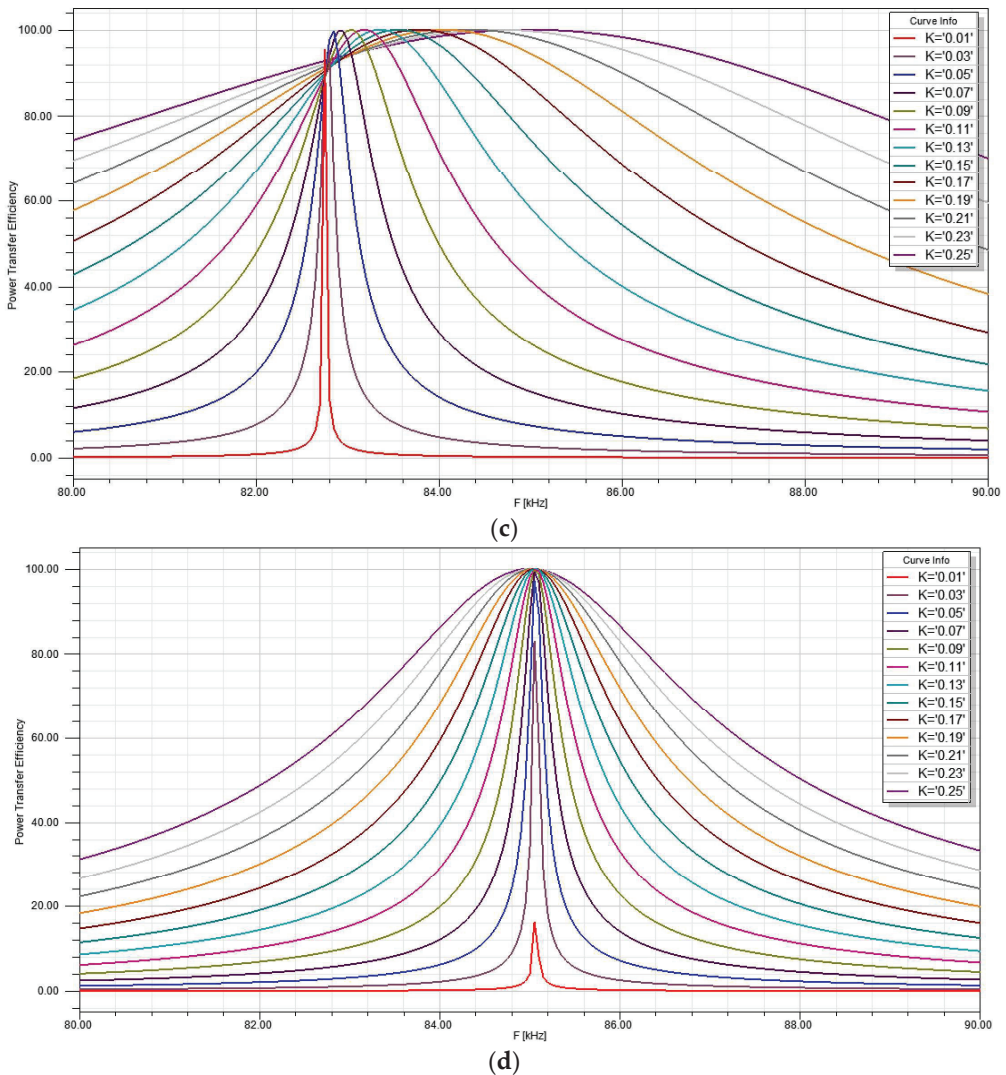 100.00
80.00
60.00
40.00
20.00
0.00
Power Transfer Efficiency
Curve Info
K='0.01'
K='0.03'
K='0.05'
K='0.07'
K='0.09'
K='0.11'
K='0.13'
K='0.15'
K='0.17'
K='0.19'
K='0.21'
K='0.23'
K='0.25'
80.00 82.00 84.00 86.00 88.00 90.00
F [kHz]
(c)
100.00
80.00
60.00
40.00
20.00
0.00
Power Transfer Efficiency
Curve Info
K='0.01'
K='0.03'
K='0.05'
K='0.07'
K='0.09'
K='0.11'
K='0.13'
K='0.15'
K='0.17'
K='0.19'
K='0.21'
K='0.23'
K='0.25'
80.00 82.00 84.00 86.00 88.00 90.00
F [kHz]
(d)